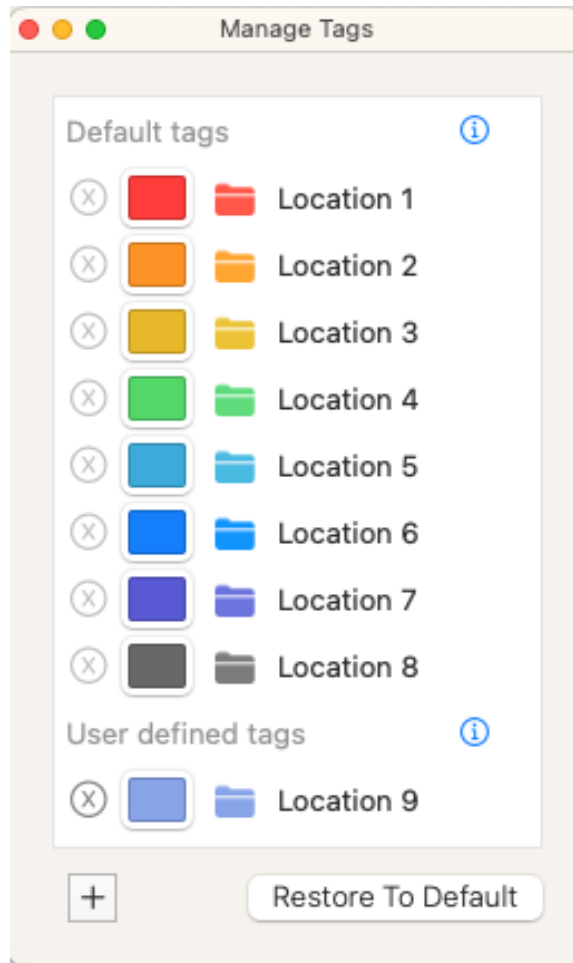 Manage Tags
Default tags
Location 1
Location 2
Location 3
Location 4
Location 5
Location 6
Location 7
Location 8
User defined tags
Location 9
+ Restore To Default